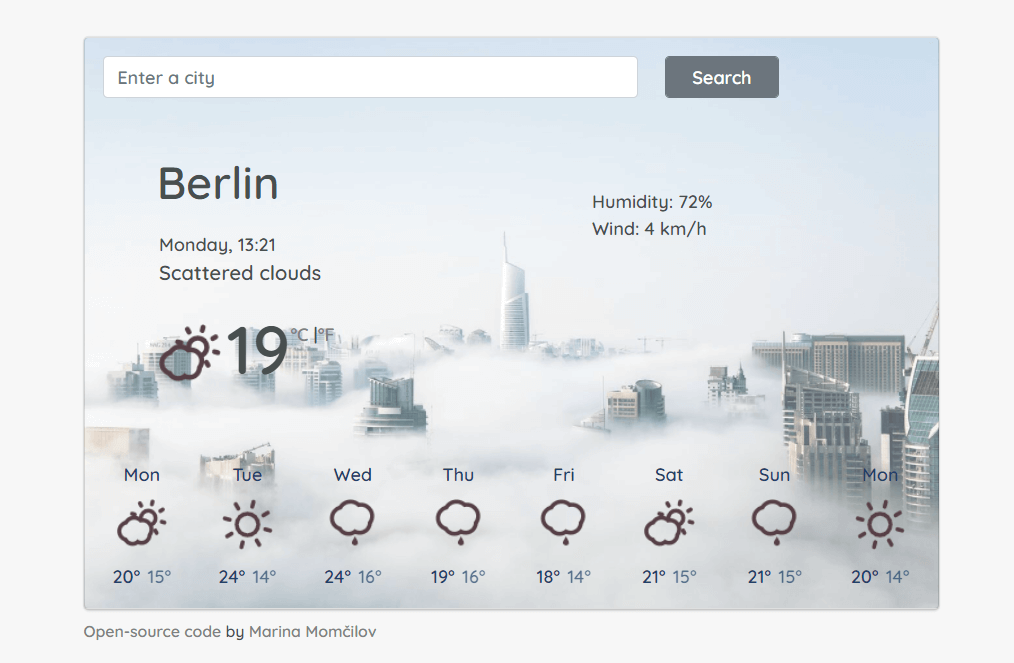 Enter a city
Search
Berlin
Humidity: 72%
Wind: 4 km/h
Monday, 13:21
Scattered clouds
19 °C |°F
Mon Tue Wed Thu Fri Sat Sun Mon
20° 15° 24° 14° 24° 16° 19° 16° 18° 14° 21° 15° 21° 15° 20° 14°
Open-source code by Marina Momčilov